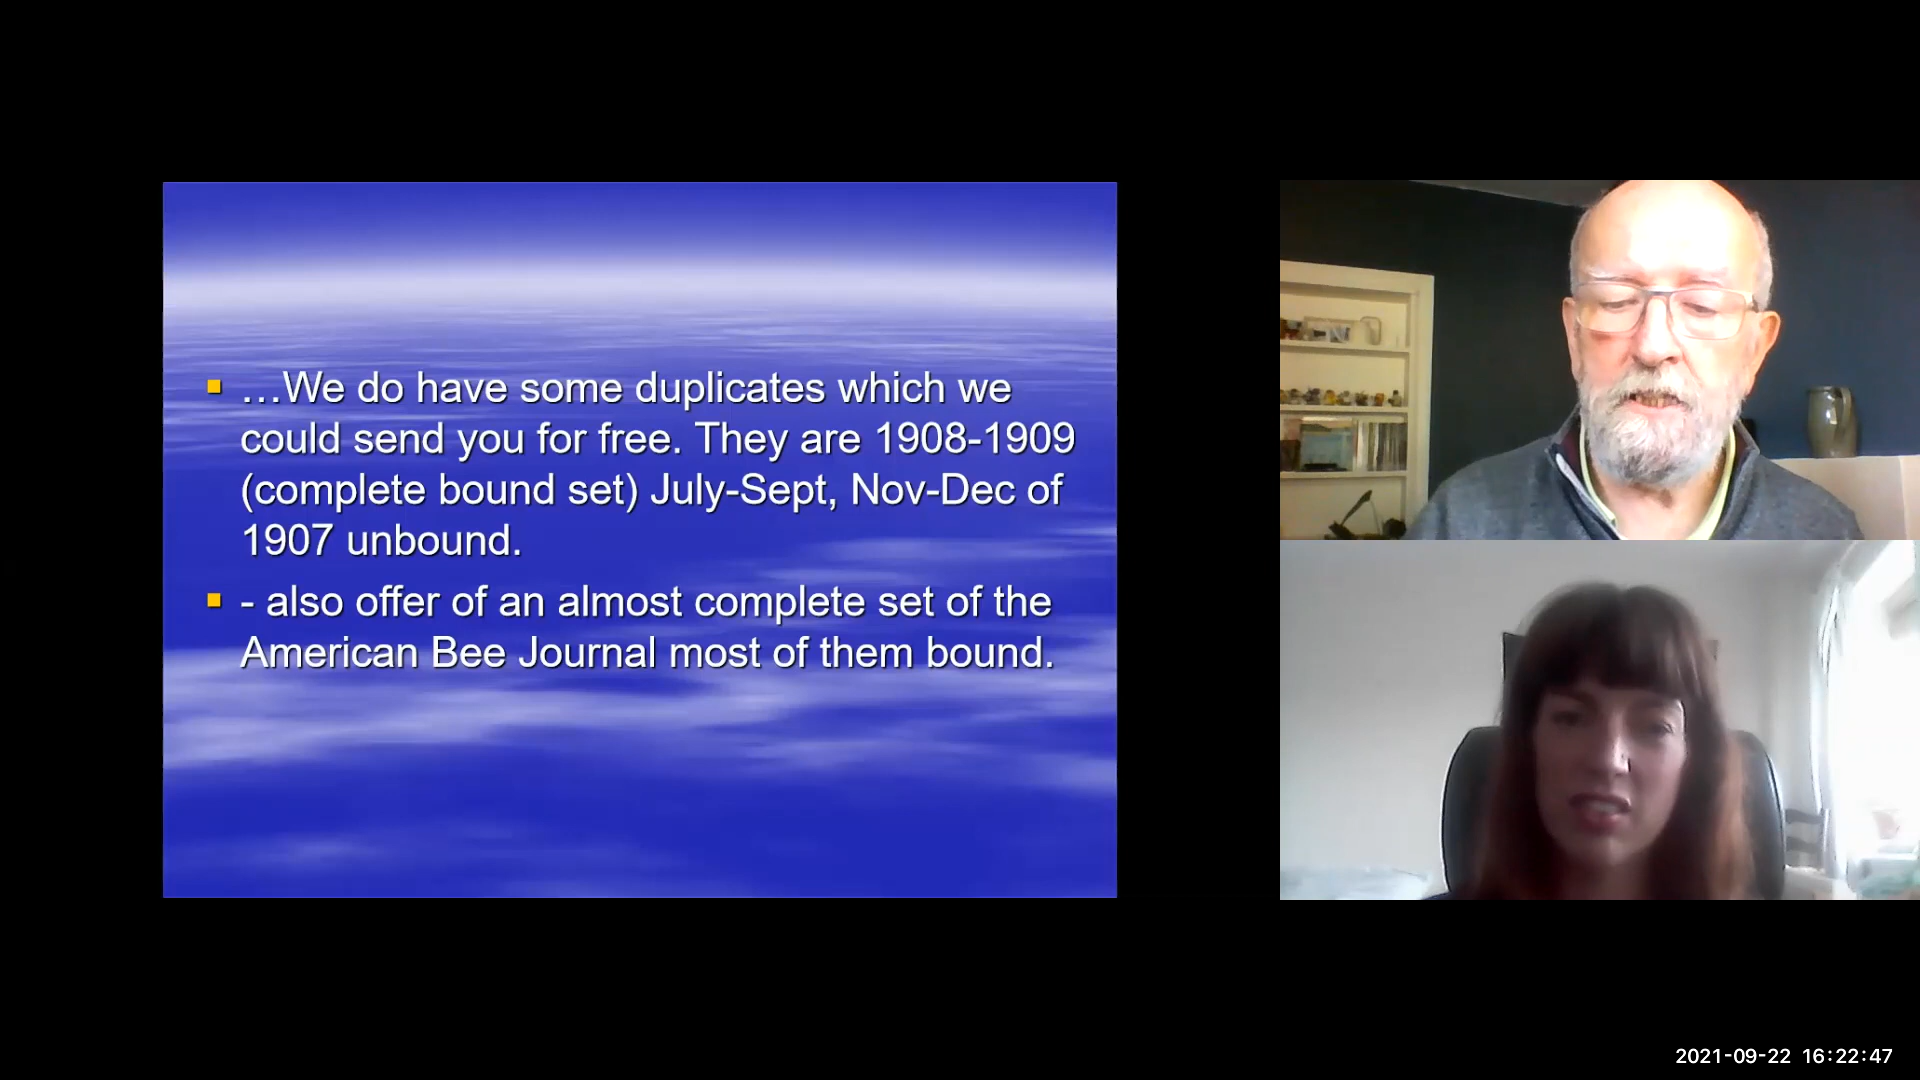 …We do have some duplicates which we
could send you for free. They are 1908-1909
(complete bound set) July-Sept, Nov-Dec of
1907 unbound.
- also offer of an almost complete set of the
American Bee Journal most of them bound.
2021-09-22 16:22:47